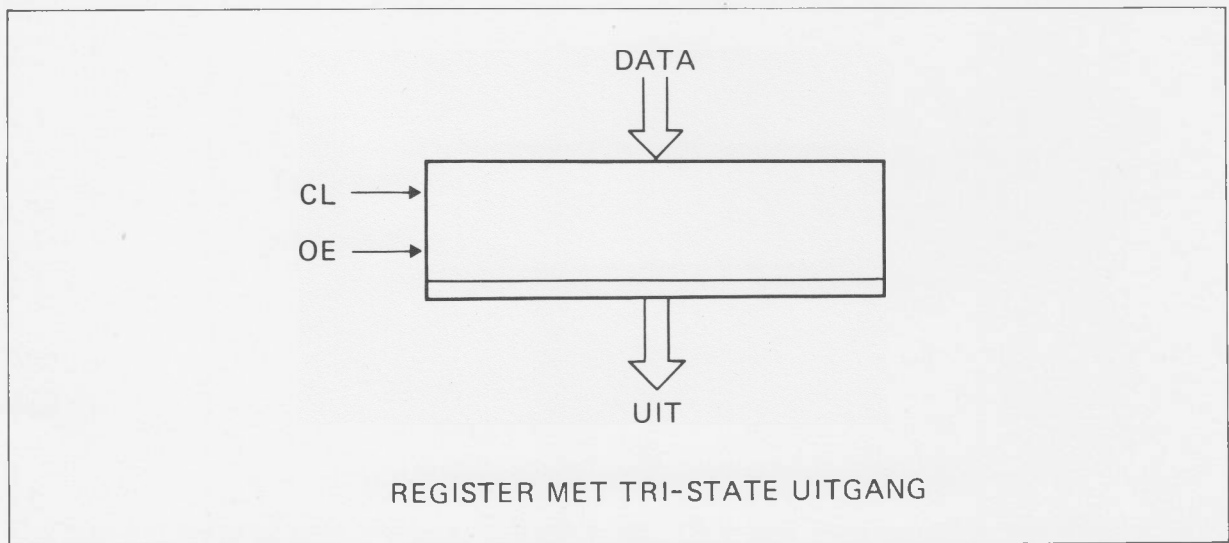 DATA
CL
OE
UIT
REGISTER MET TRI-STATE UITGANG